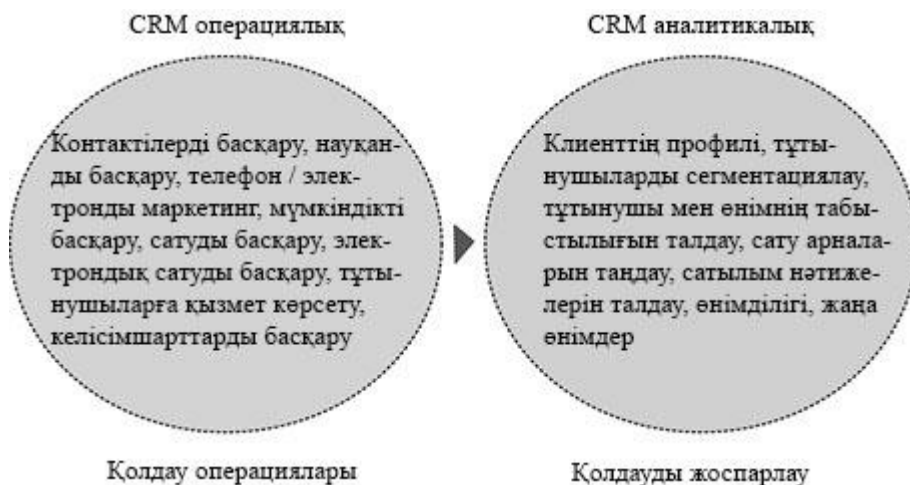 CRM операциялық
Контактілерді басқару, науқан-
ды басқару, телефон / элек-
тронды маркетинг, мүмкіндікті
басқару, сатуды басқару, элек-
трондық сатуды басқару, тұты-
нушыларға қызмет көрсету,
келісімшарттарды басқару
Қолдау операциялары
CRM аналитикалық
Клиенттің профилі, тұты-
нушыларды сегментациялау,
тұтынушы мен өнімнің табы-
стылығын талдау, сату арнала-
рын таңдау, сатылым нәтиже-
лерін талдау, өнімділігі, жаңа
өнімдер
Қолдауды жоспарлау